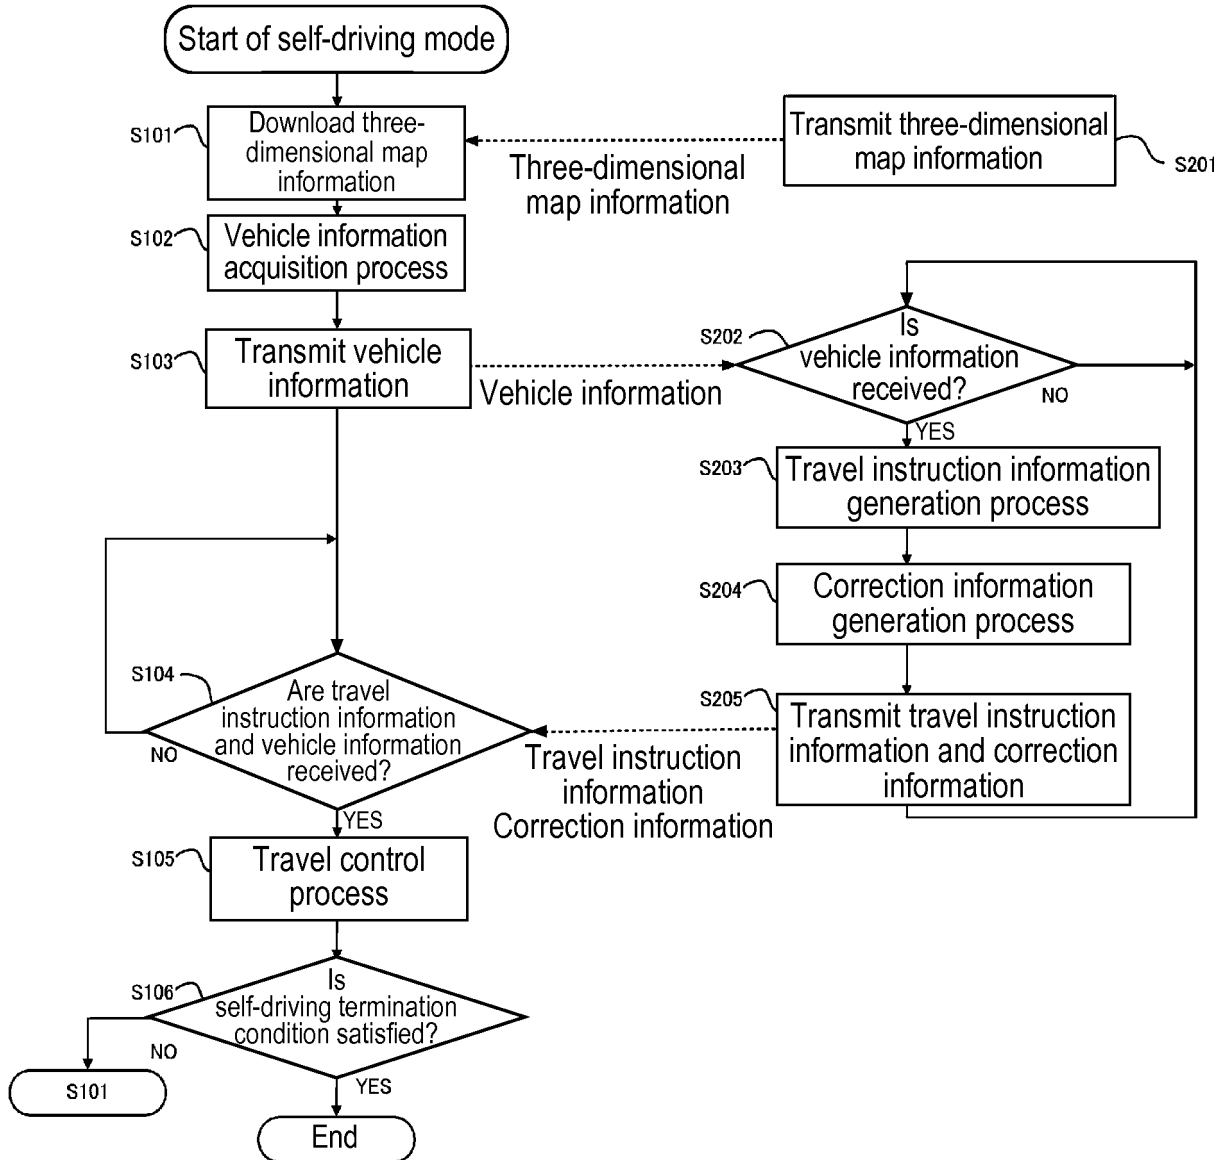 Start of self-driving mode
S101
Download three-
dimensional map
information
Three-dimensional
map information
Transmit three-dimensional
map information
S201
S102
Vehicle information
acquisition process
S103
Transmit vehicle
information
Vehicle information
S202
Is
vehicle information
received?
NO
YES
S203
Travel instruction information
generation process
S204
Correction information
generation process
S205
Transmit travel instruction
information and correction
information
Travel instruction
information
Correction information
S104
Are travel
instruction information
and vehicle information
received?
NO
YES
S105
Travel control
process
S106
Is
self-driving termination
condition satisfied?
NO
YES
S101
End